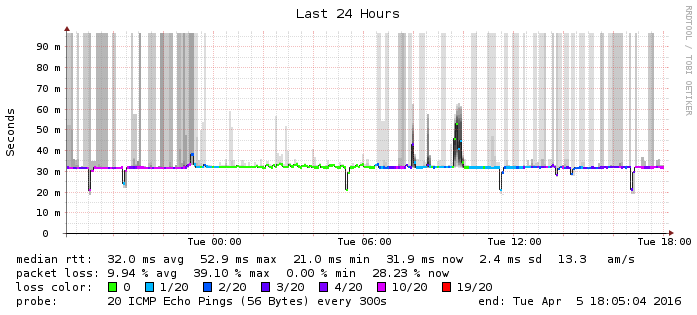 Last 24 Hours
RRDTOOL / TOBI OETIKER
Seconds
90 m
80 m
70 m
60 m
50 m
40 m
30 m
20 m
10 m
0
Tue 00:00 Tue 06:00 Tue 12:00 Tue 18:00
median rtt: 32.0 ms avg 52.9 ms max 21.0 ms min 31.9 ms now 2.4 ms sd 13.3 am/s
packet loss: 9.94 % avg 39.10 % max 0.00 % min 28.23 % now
loss color: 0 1/20 2/20 3/20 4/20 10/20 19/20
probe: 20 ICMP Echo Pings (56 Bytes) every 300s end: Tue Apr 5 18:05:04 2016